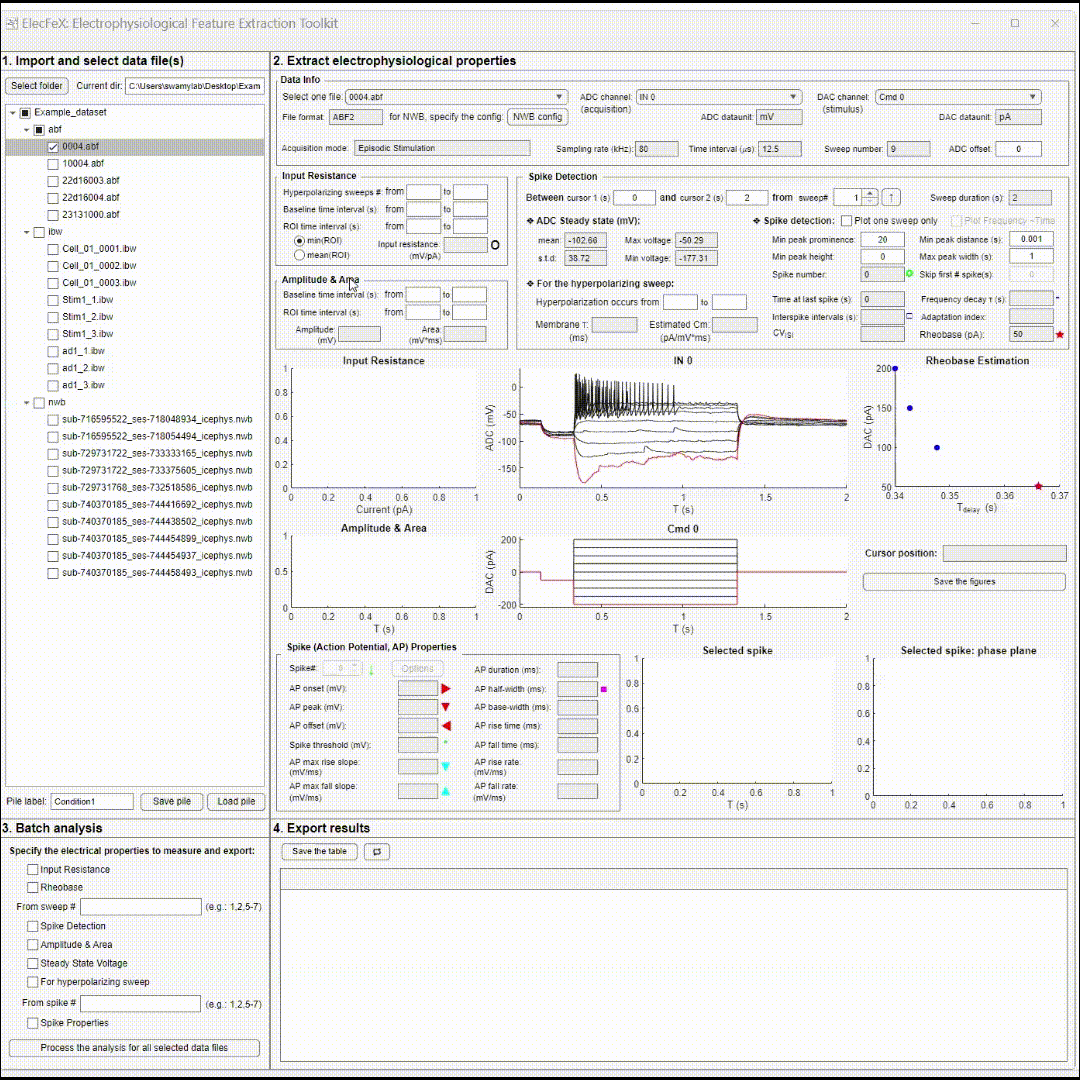 ElecFeX: Electrophysiological Feature Extraction Toolkit
1. Import and select data file(s)
Select folder Current dir: C:\Users\swamylab\Desktop\Exam
Example_dataset
abf
0004.abf
10004.abf
22d16003.abf
22d16004.abf
23131000.abf
ibw
Cell_01_0001.ibw
Cell_01_0002.ibw
Cell_01_0003.ibw
Stim1_1.ibw
Stim1_2.ibw
Stim1_3.ibw
ad1_1.ibw
ad1_2.ibw
ad1_3.ibw
nwb
sub-716595522_ses-718048934_icephys.nwb
sub-716595522_ses-718054494_icephys.nwb
sub-729731722_ses-733333165_icephys.nwb
sub-729731722_ses-733375605_icephys.nwb
sub-729731768_ses-732518586_icephys.nwb
sub-740370185_ses-744416692_icephys.nwb
sub-740370185_ses-744438502_icephys.nwb
sub-740370185_ses-744454899_icephys.nwb
sub-740370185_ses-744454937_icephys.nwb
sub-740370185_ses-744458493_icephys.nwb
Pile label: Condition1 Save pile Load pile
2. Extract electrophysiological properties
Data Info
Select one file: 0004.abf ADC channel: IN 0 DAC channel: Cmd 0
(acquisition) (stimulus)
File format ABF2 for NWB, specify the config: NWB config ADC dataunit: mV DAC dataunit: pA
Acquisition mode: Episodic Stimulation Sampling rate (kHz): 80 Time interval (μs): 12.5 Sweep number: 9 ADC offset: 0
Input Resistance
Hyperpolarizing sweeps #: from to
Baseline time interval (s): from to
ROI time interval (s): from to
min(ROI) Input resistance:
mean(ROI) (mV/pA)
Amplitude & Area
Baseline time interval (s): from to
ROI time interval (s): from to
Amplitude: Area:
(mV) (mV*ms)
Spike Detection
Between cursor 1 (s) 0 and cursor 2 (s) 2 from sweep# 1 Sweep duration (s): 2
❖ ADC Steady state (mV): ❖ Spike detection: Plot one sweep only Plot Frequency ~Time
mean: -102.66 Max voltage: -50.29 Min peak prominence: 20 Min peak distance (s): 0.001
s.t.d: 38.72 Min voltage: -177.31 Min peak height: 0 Max peak width (s): 1
Spike number: 0 Skip first # spike(s): 0
❖ For the hyperpolarizing sweep:
Hyperpolarization occurs from to Time at last spike (s): 0 Frequency decay τ (s):
Membrane τ: Estimated Cm: Interspike intervals (s): Adaptation index:
(ms) (pA/mV*ms) CV(ISI) Rheobase (pA): 50
Input Resistance
1
0.8
0.6
0.4
0.2
0
0 0.2 0.4 0.6 0.8 1
Current (pA)
IN 0
ADC (mV)
0
-50
-100
-150
0 0.5 1 1.5 2
T (s)
Rheobase Estimation
DAC (pA)
200
150
100
50
0.34 0.35 0.36 0.37
Tdelay (s)
Amplitude & Area
1
0.5
0
0 0.2 0.4 0.6 0.8 1
T (s)
Cmd 0
DAC (pA)
200
0
-200
0 0.5 1 1.5 2
T (s)
Cursor position:
Save the figures
Spike (Action Potential, AP) Properties
Spike#: 0 Options AP duration (ms):
AP onset (mV): AP half-width (ms):
AP peak (mV): AP base-width (ms):
AP offset (mV): AP rise time (ms):
Spike threshold (mV): AP fall time (ms):
AP max rise slope: AP rise rate:
(mV/ms) (mV/ms)
AP max fall slope: AP fall rate:
(mV/ms) (mV/ms)
Selected spike
1
0.8
0.6
0.4
0.2
0
0 0.2 0.4 0.6 0.8 1
T (s)
Selected spike: phase plane
1
0.8
0.6
0.4
0.2
0
0 0.2 0.4 0.6 0.8 1
3. Batch analysis
Specify the electrical properties to measure and export:
Input Resistance
Rheobase
From sweep # (e.g.: 1,2,5-7)
Spike Detection
Amplitude & Area
Steady State Voltage
For hyperpolarizing sweep
From spike # (e.g.: 1,2,5-7)
Spike Properties
Process the analysis for all selected data files
4. Export results
Save the table